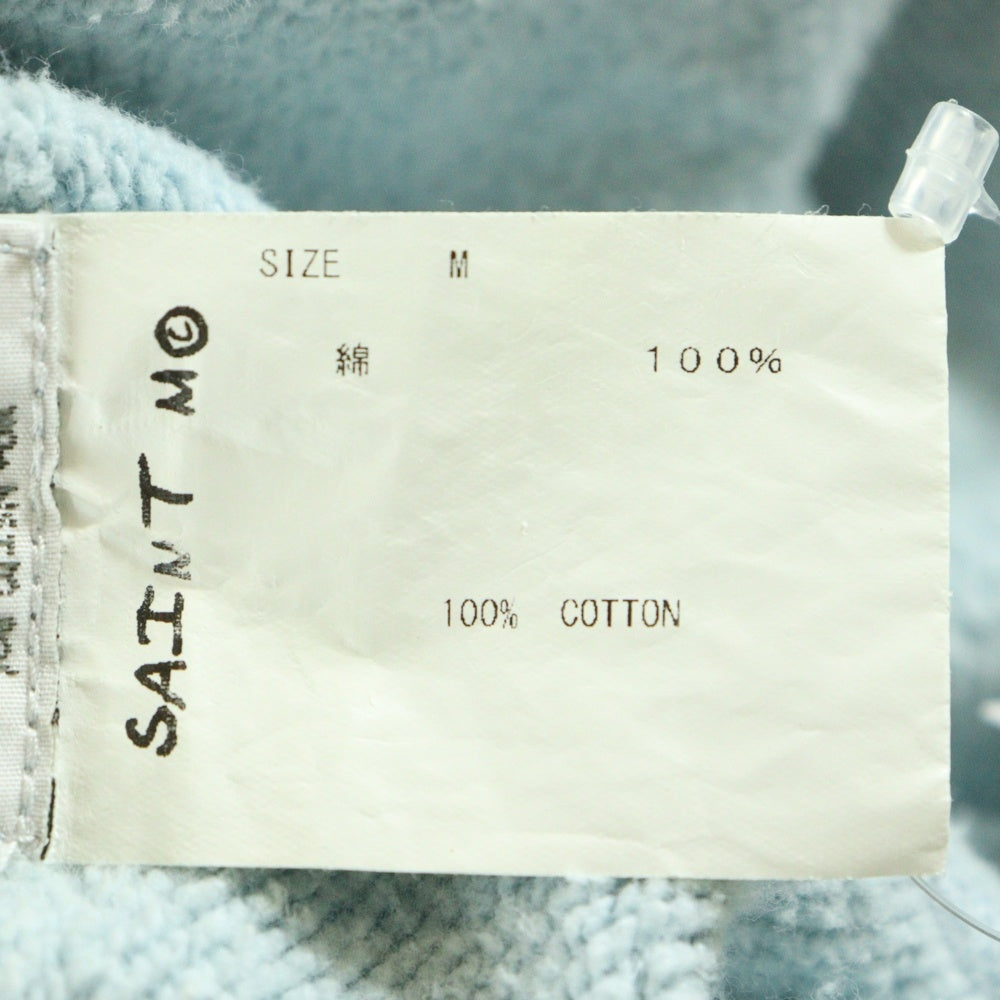 SIZE M
綿 １００％
100% COTTON
SAINT M©